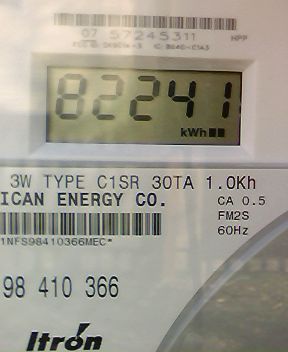 07 57245311 HPP
82241
kWh
3W TYPE C1SR 30TA 1.0Kh
ICAN ENERGY CO. CA 0.5
FM2S
60Hz
1NFS98410366MEC*
98 410 366
Itron